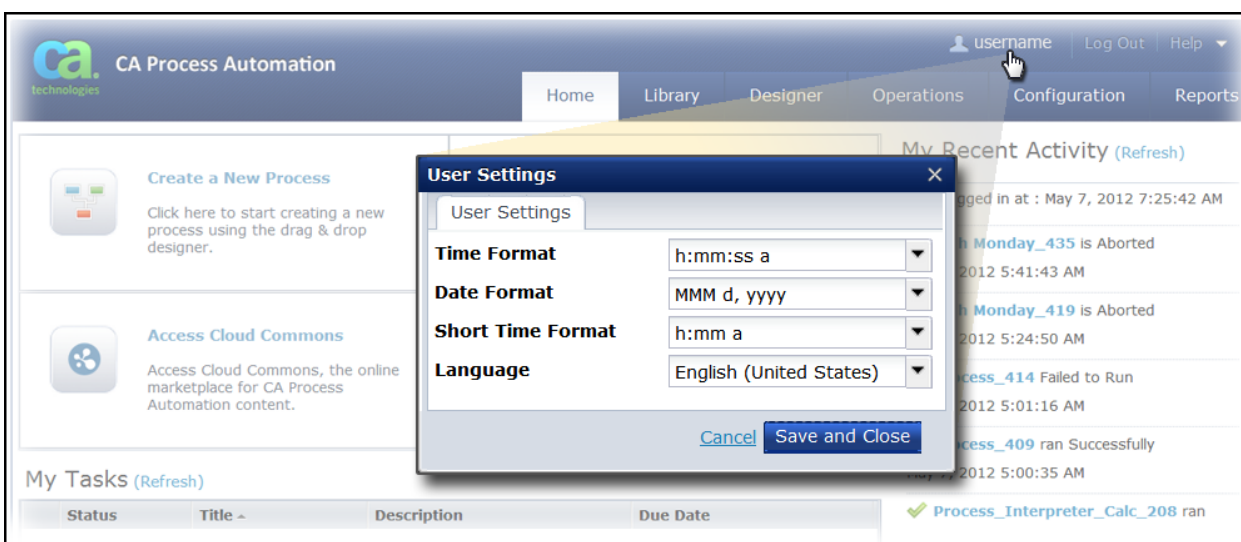 ca.
technologies
CA Process Automation
username
Log Out
Help
Home
Library
Designer
Operations
Configuration
Reports
Create a New Process
Click here to start creating a new
process using the drag & drop
designer.
Access Cloud Commons
Access Cloud Commons, the online
marketplace for CA Process
Automation content.
User Settings
User Settings
Time Format
h:mm:ss a
Date Format
MMM d, yyyy
Short Time Format
h:mm a
Language
English (United States)
Cancel
Save and Close
My Recent Activity (Refresh)
in at : May 7, 2012 7:25:42 AM
Monday_435 is Aborted
2012 5:41:43 AM
Monday_419 is Aborted
2012 5:24:50 AM
_414 Failed to Run
2012 5:01:16 AM
_409 ran Successfully
May 7, 2012 5:00:35 AM
Process_Interpreter_Calc_208 ran
My Tasks (Refresh)
Status
Title
Description
Due Date